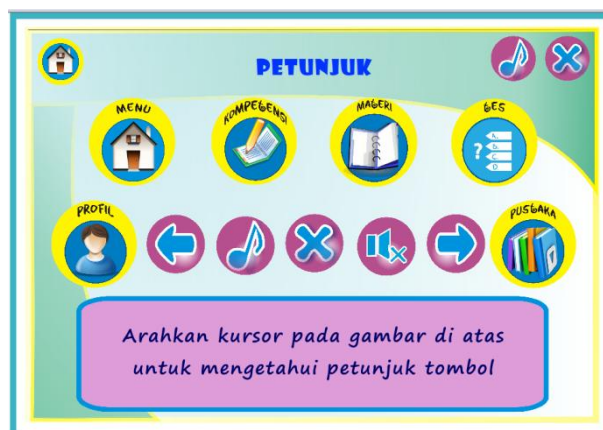 PETUNJUK
MENU
KOMPETENSI
MATERI
TES
? A. B. C. D
PROFIL
PUSTAKA
Arahkan kursor pada gambar di atas
untuk mengetahui petunjuk tombol